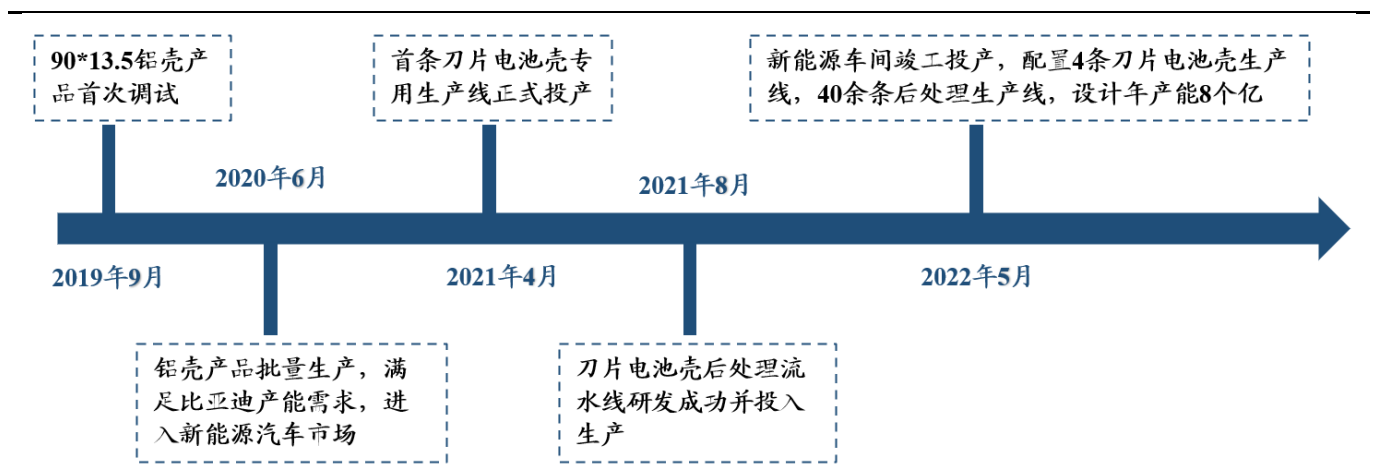 90*13.5铝壳产
品首次调试
首条刀片电池壳专
用生产线正式投产
新能源车间竣工投产，配置4条刀片电池壳生产
线，40余条后处理生产线，设计年产能8个亿
2020年6月
2021年8月
2019年9月
2021年4月
2022年5月
铝壳产品批量生产，满
足比亚迪产能需求，进
入新能源汽车市场
刀片电池壳后处理流
水线研发成功并投入
生产